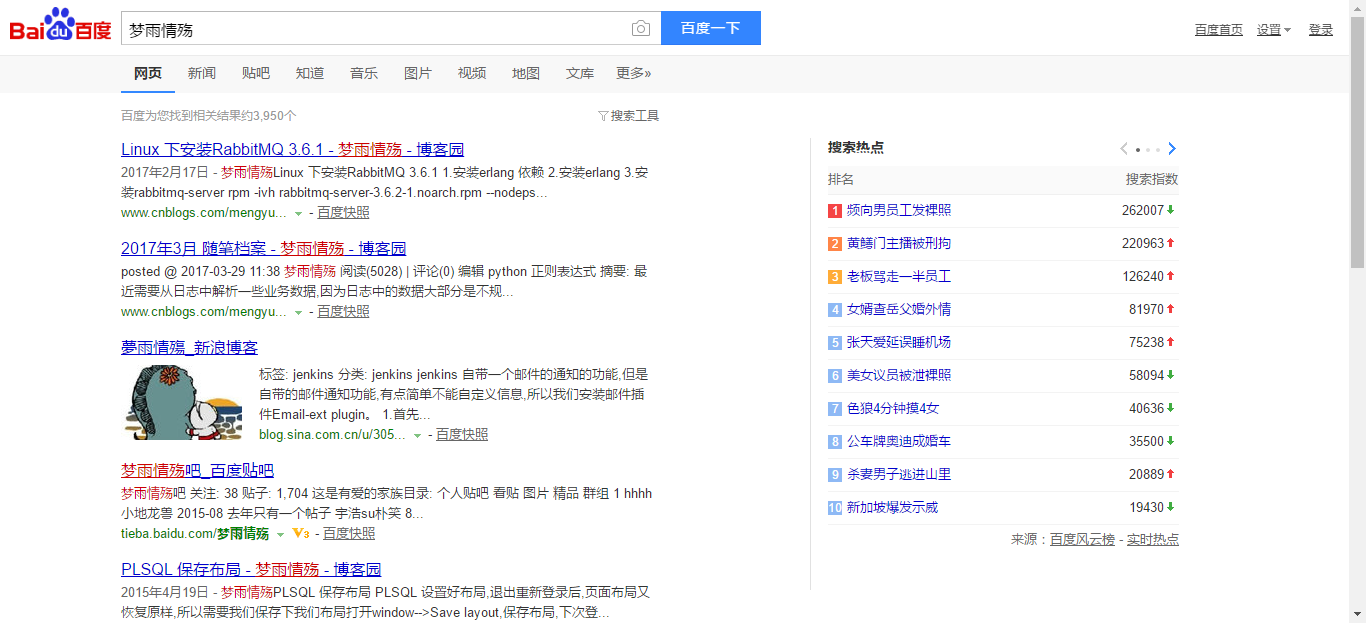 Bai du 百度
梦雨情殇
百度一下
百度首页 设置 登录
网页 新闻 贴吧 知道 音乐 图片 视频 地图 文库 更多»
百度为您找到相关结果约3,950个
搜索工具
Linux 下安装RabbitMQ 3.6.1 - 梦雨情殇 - 博客园
2017年2月17日 - 梦雨情殇Linux 下安装RabbitMQ 3.6.1 1.安装erlang 依赖 2.安装erlang 3.安
装rabbitmq-server rpm -ivh rabbitmq-server-3.6.2-1.noarch.rpm --nodeps...
www.cnblogs.com/mengyu... - 百度快照
2017年3月 随笔档案 - 梦雨情殇 - 博客园
posted @ 2017-03-29 11:38 梦雨情殇 阅读(5028) | 评论(0) 编辑 python 正则表达式 摘要: 最
近需要从日志中解析一些业务数据,因为日志中的数据大部分是不规...
www.cnblogs.com/mengyu... - 百度快照
夢雨情殤_新浪博客
标签: jenkins 分类: jenkins jenkins 自带一个邮件的通知的功能,但是
自带的邮件通知功能,有点简单不能自定义信息,所以我们安装邮件插
件Email-ext plugin。 1.首先...
blog.sina.com.cn/u/305... - 百度快照
梦雨情殇吧_百度贴吧
梦雨情殇吧 关注: 38 贴子: 1,704 这是有爱的家族目录: 个人贴吧 看贴 图片 精品 群组 1 hhhh
小地龙兽 2015-08 去年只有一个帖子 宇浩su朴笑 8...
tieba.baidu.com/梦雨情殇 V3 - 百度快照
PLSQL 保存布局 - 梦雨情殇 - 博客园
2015年4月19日 - 梦雨情殇PLSQL 保存布局 PLSQL 设置好布局,退出重新登录后,页面布局又
恢复原样,所以需要我们保存下我们布局打开window-->Save layout,保存布局,下次登...
搜索热点
排名 搜索指数
1 频向男员工发裸照 262007
2 黄鳝门主播被刑拘 220963
3 老板骂走一半员工 126240
4 女婿查岳父婚外情 81970
5 张天爱延误睡机场 75238
6 美女议员被泄裸照 58094
7 色狼4分钟摸4女 40636
8 公车牌奥迪成婚车 35500
9 杀妻男子逃进山里 20889
10 新加坡爆发示威 19430
来源：百度风云榜 - 实时热点